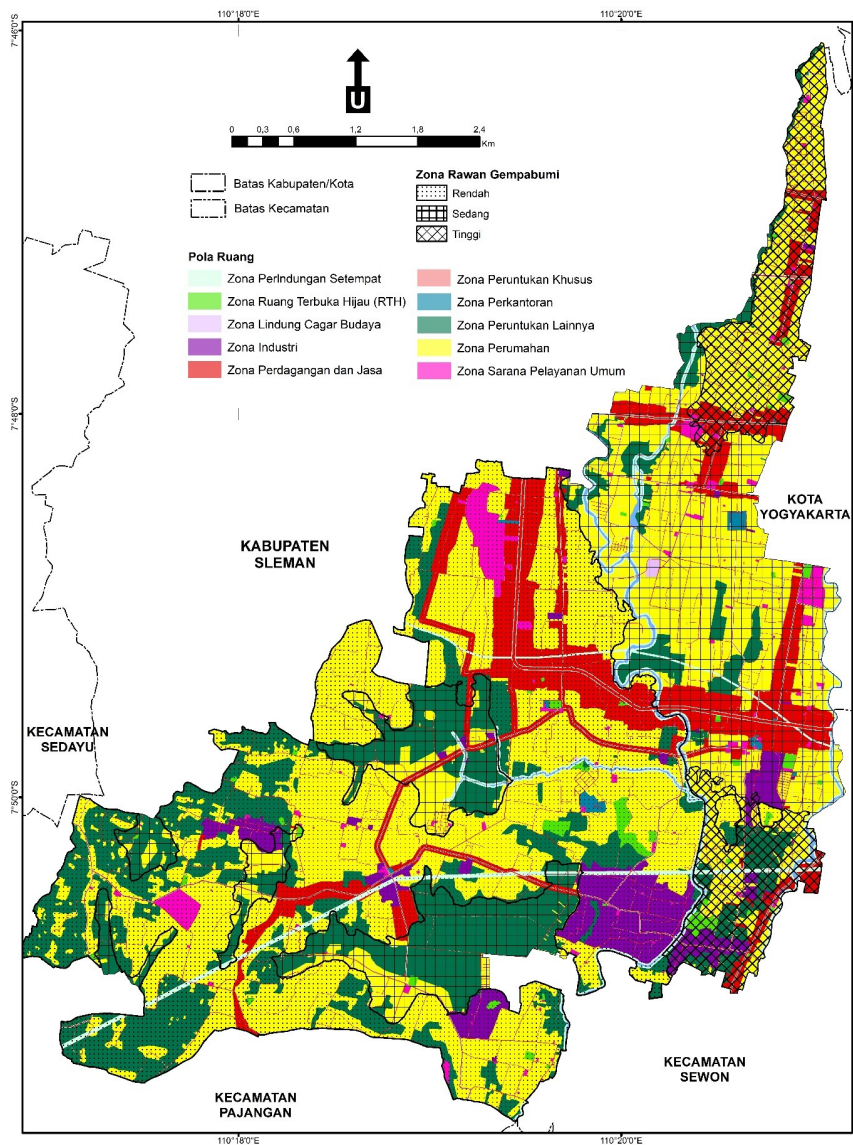 110°18'0"E 110°20'0"E
7°46'0"S
U
0 0,3 0,6 1,2 1,8 2,4
Km
Batas Kabupaten/Kota
Batas Kecamatan
Zona Rawan Gempabumi
Rendah
Sedang
Tinggi
Pola Ruang
Zona Perlndungan Setempat
Zona Ruang Terbuka Hijau (RTH)
Zona Lindung Cagar Budaya
Zona Industri
Zona Perdagangan dan Jasa
Zona Peruntukan Khusus
Zona Perkantoran
Zona Peruntukan Lainnya
Zona Perumahan
Zona Sarana Pelayanan Umum
7°48'0"S
KOTA
YOGYAKARTA
KABUPATEN
SLEMAN
KECAMATAN
SEDAYU
7°50'0"S
KECAMATAN
SEWON
KECAMATAN
PAJANGAN
110°18'0"E 110°20'0"E